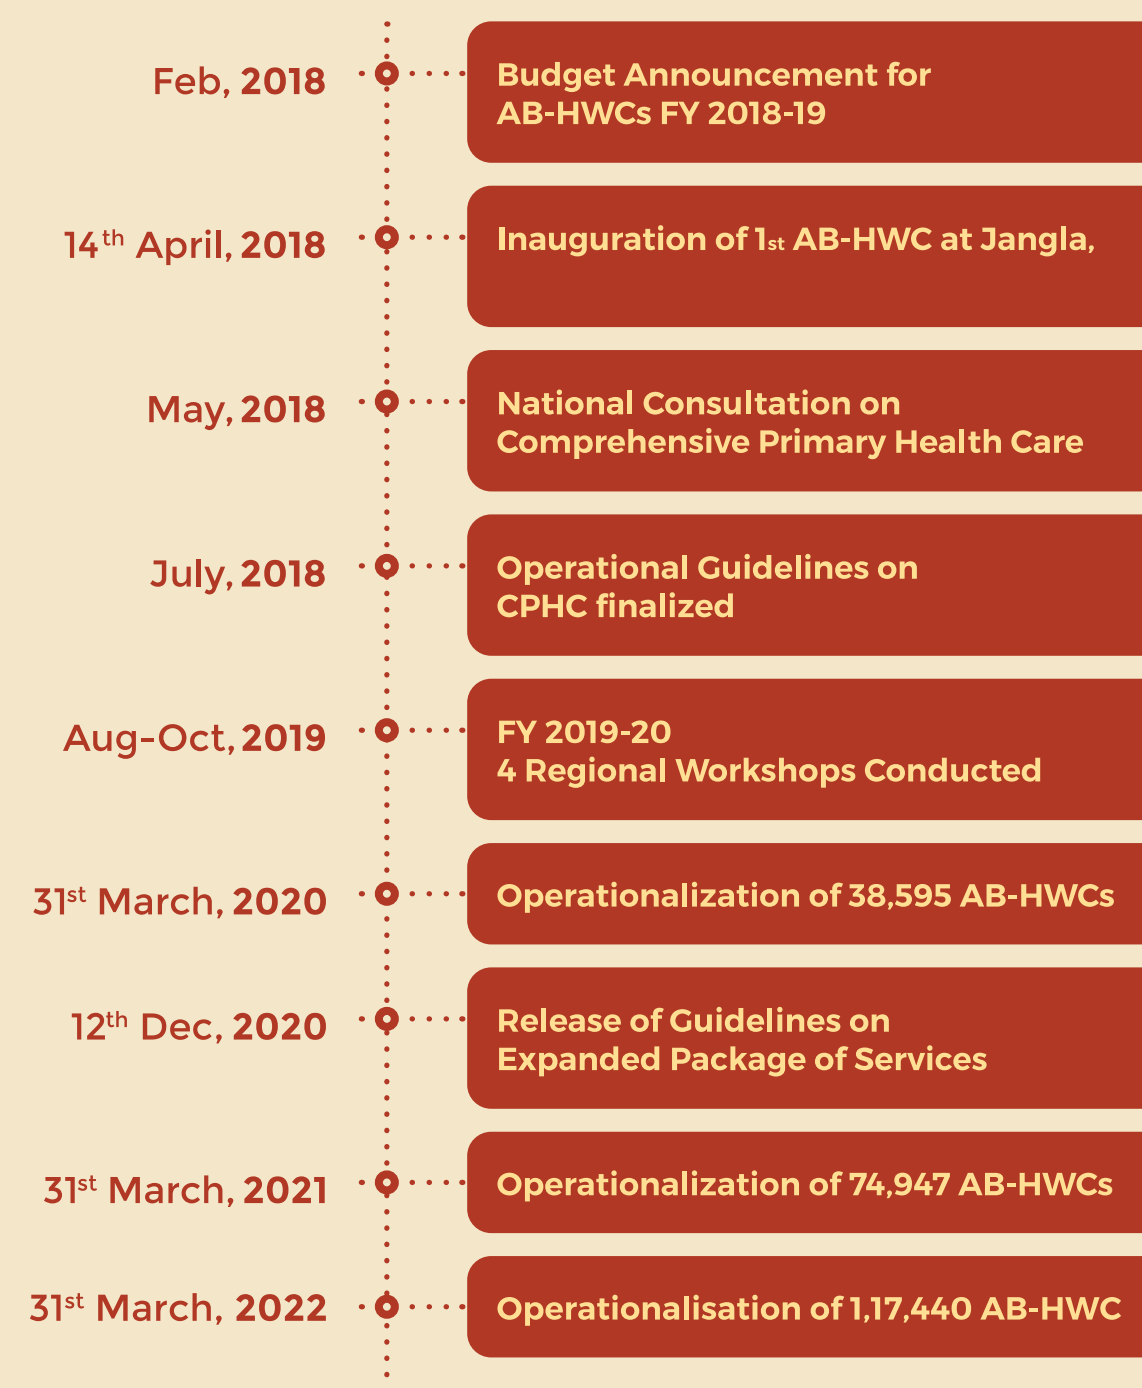 Feb, 2018
Budget Announcement for
AB-HWCs FY 2018-19
14th April, 2018
Inauguration of 1st AB-HWC at Jangla,
May, 2018
National Consultation on
Comprehensive Primary Health Care
July, 2018
Operational Guidelines on
CPHC finalized
Aug-Oct, 2019
FY 2019-20
4 Regional Workshops Conducted
31st March, 2020
Operationalization of 38,595 AB-HWCs
12th Dec, 2020
Release of Guidelines on
Expanded Package of Services
31st March, 2021
Operationalization of 74,947 AB-HWCs
31st March, 2022
Operationalisation of 1,17,440 AB-HWC